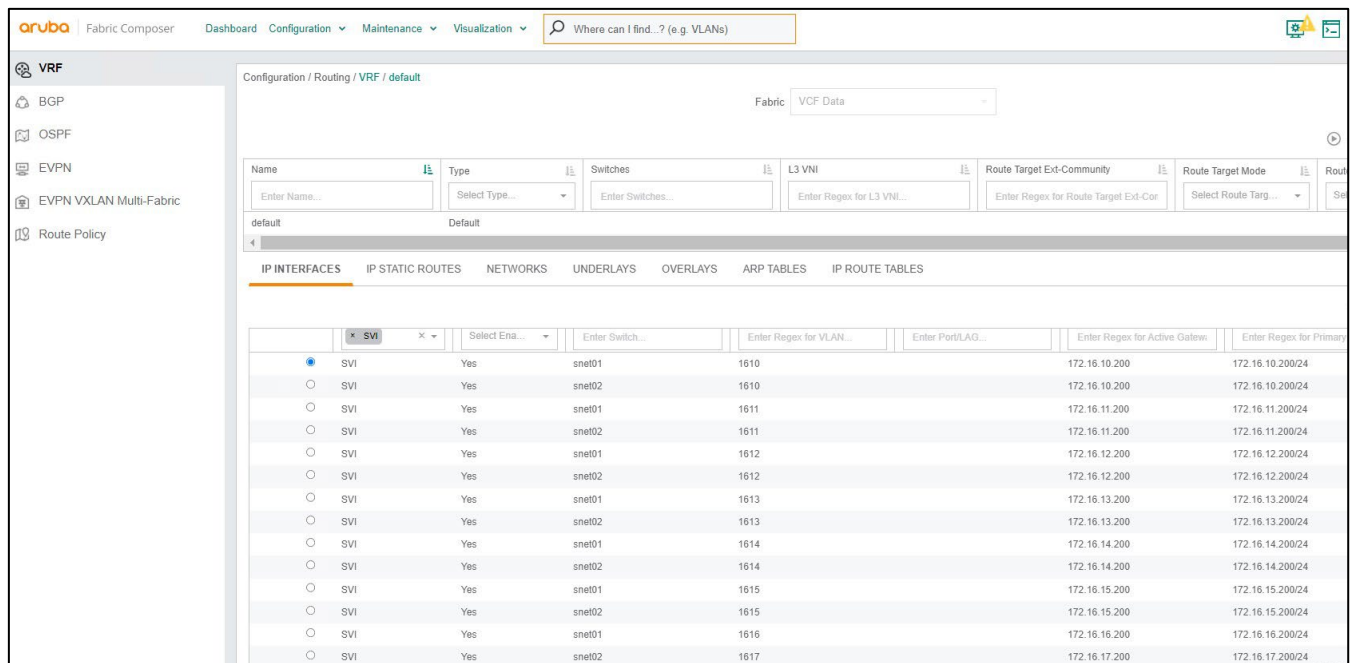 aruba Fabric Composer Dashboard Configuration Maintenance Visualization Where can I find...? (e.g. VLANs)
VRF
BGP
OSPF
EVPN
EVPN VXLAN Multi-Fabric
Route Policy
Configuration / Routing / VRF / default
Fabric VCF Data
Name Type Switches L3 VNI Route Target Ext-Community Route Target Mode Rout
Enter Name... Select Type... Enter Switches... Enter Regex for L3 VNI... Enter Regex for Route Target Ext-Con Select Route Targ... Sel
default Default
IP INTERFACES IP STATIC ROUTES NETWORKS UNDERLAYS OVERLAYS ARP TABLES IP ROUTE TABLES
× SVI × Select Ena... Enter Switch... Enter Regex for VLAN... Enter Port/LAG... Enter Regex for Active Gatew Enter Regex for Primary
SVI Yes snet01 1610 172.16.10.200 172.16.10.200/24
SVI Yes snet02 1610 172.16.10.200 172.16.10.200/24
SVI Yes snet01 1611 172.16.11.200 172.16.11.200/24
SVI Yes snet02 1611 172.16.11.200 172.16.11.200/24
SVI Yes snet01 1612 172.16.12.200 172.16.12.200/24
SVI Yes snet02 1612 172.16.12.200 172.16.12.200/24
SVI Yes snet01 1613 172.16.13.200 172.16.13.200/24
SVI Yes snet02 1613 172.16.13.200 172.16.13.200/24
SVI Yes snet01 1614 172.16.14.200 172.16.14.200/24
SVI Yes snet02 1614 172.16.14.200 172.16.14.200/24
SVI Yes snet01 1615 172.16.15.200 172.16.15.200/24
SVI Yes snet02 1615 172.16.15.200 172.16.15.200/24
SVI Yes snet01 1616 172.16.16.200 172.16.16.200/24
SVI Yes snet02 1617 172.16.17.200 172.16.17.200/24